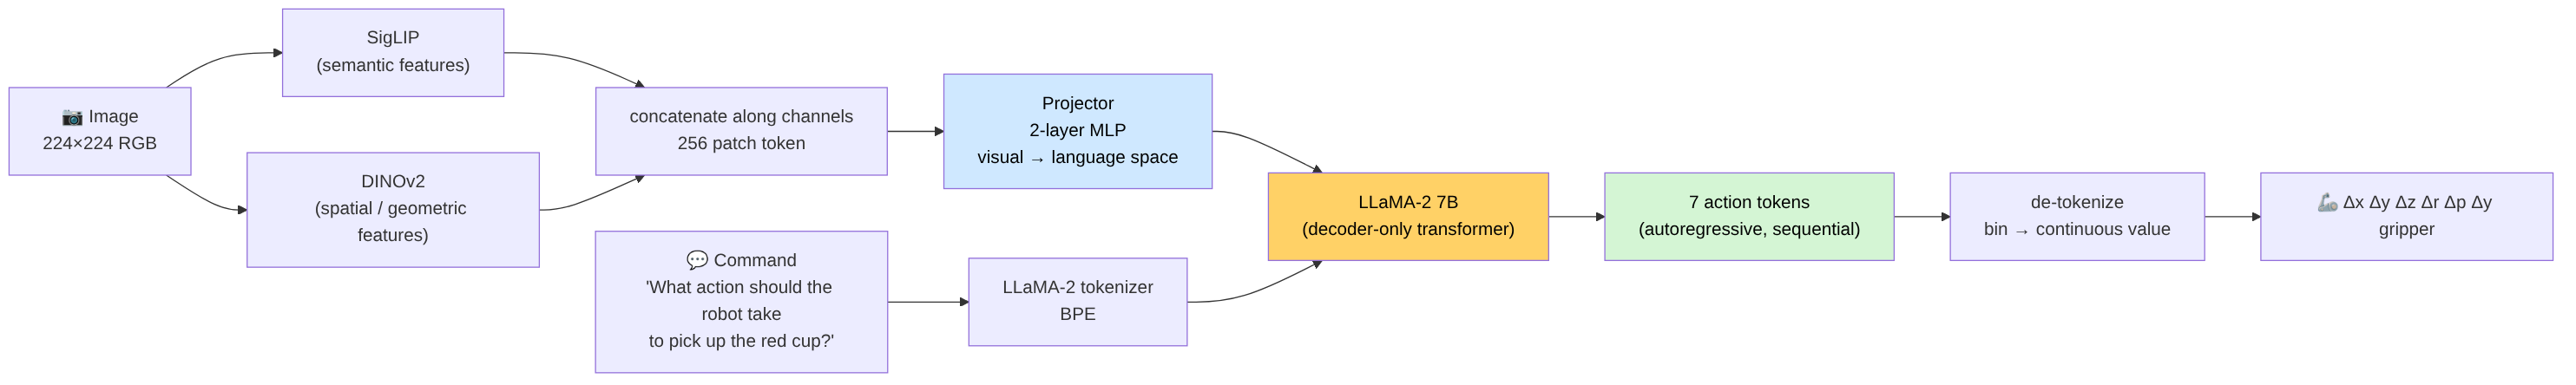 📷 Image
224×224 RGB
SigLIP
(semantic features)
DINOv2
(spatial / geometric
features)
concatenate along channels
256 patch token
💬 Command
'What action should the
robot take
to pick up the red cup?'
Projector
2-layer MLP
visual → language space
LLaMA-2 tokenizer
BPE
LLaMA-2 7B
(decoder-only transformer)
7 action tokens
(autoregressive, sequential)
de-tokenize
bin → continuous value
🦾 Δx Δy Δz Δr Δp Δy
gripper